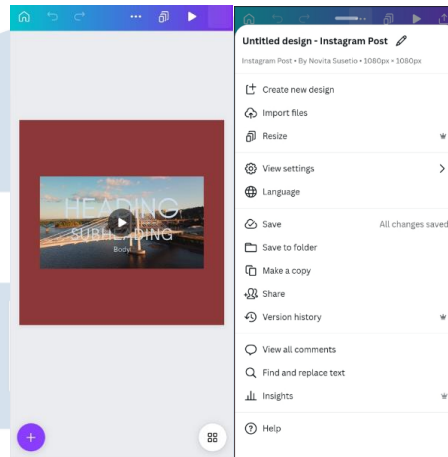 HEADING
SUBHEADING
Body
Untitled design - Instagram Post
Instagram Post • By Novita Susetio • 1080px × 1080px
Create new design
Import files
Resize
View settings
Language
Save
All changes saved
Save to folder
Make a copy
Share
Version history
View all comments
Find and replace text
Insights
Help